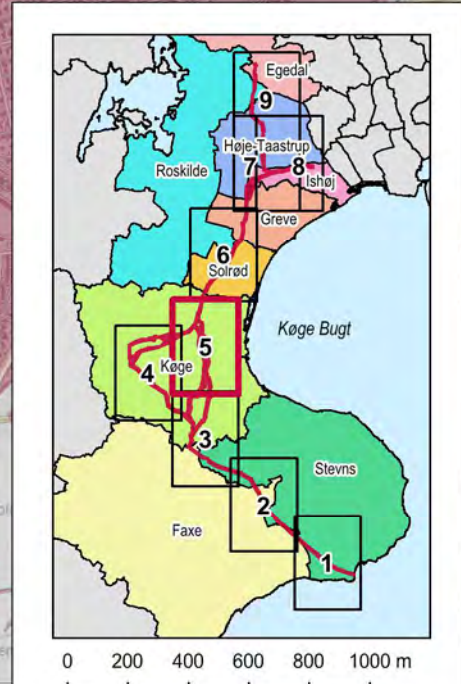 Egedal
9
Høje-Taastrup
7
8
Roskilde
Ishøj
Greve
6
Solrød
Køge Bugt
5
Køge
4
3
Stevns
2
Faxe
1
0 200 400 600 800 1000 m